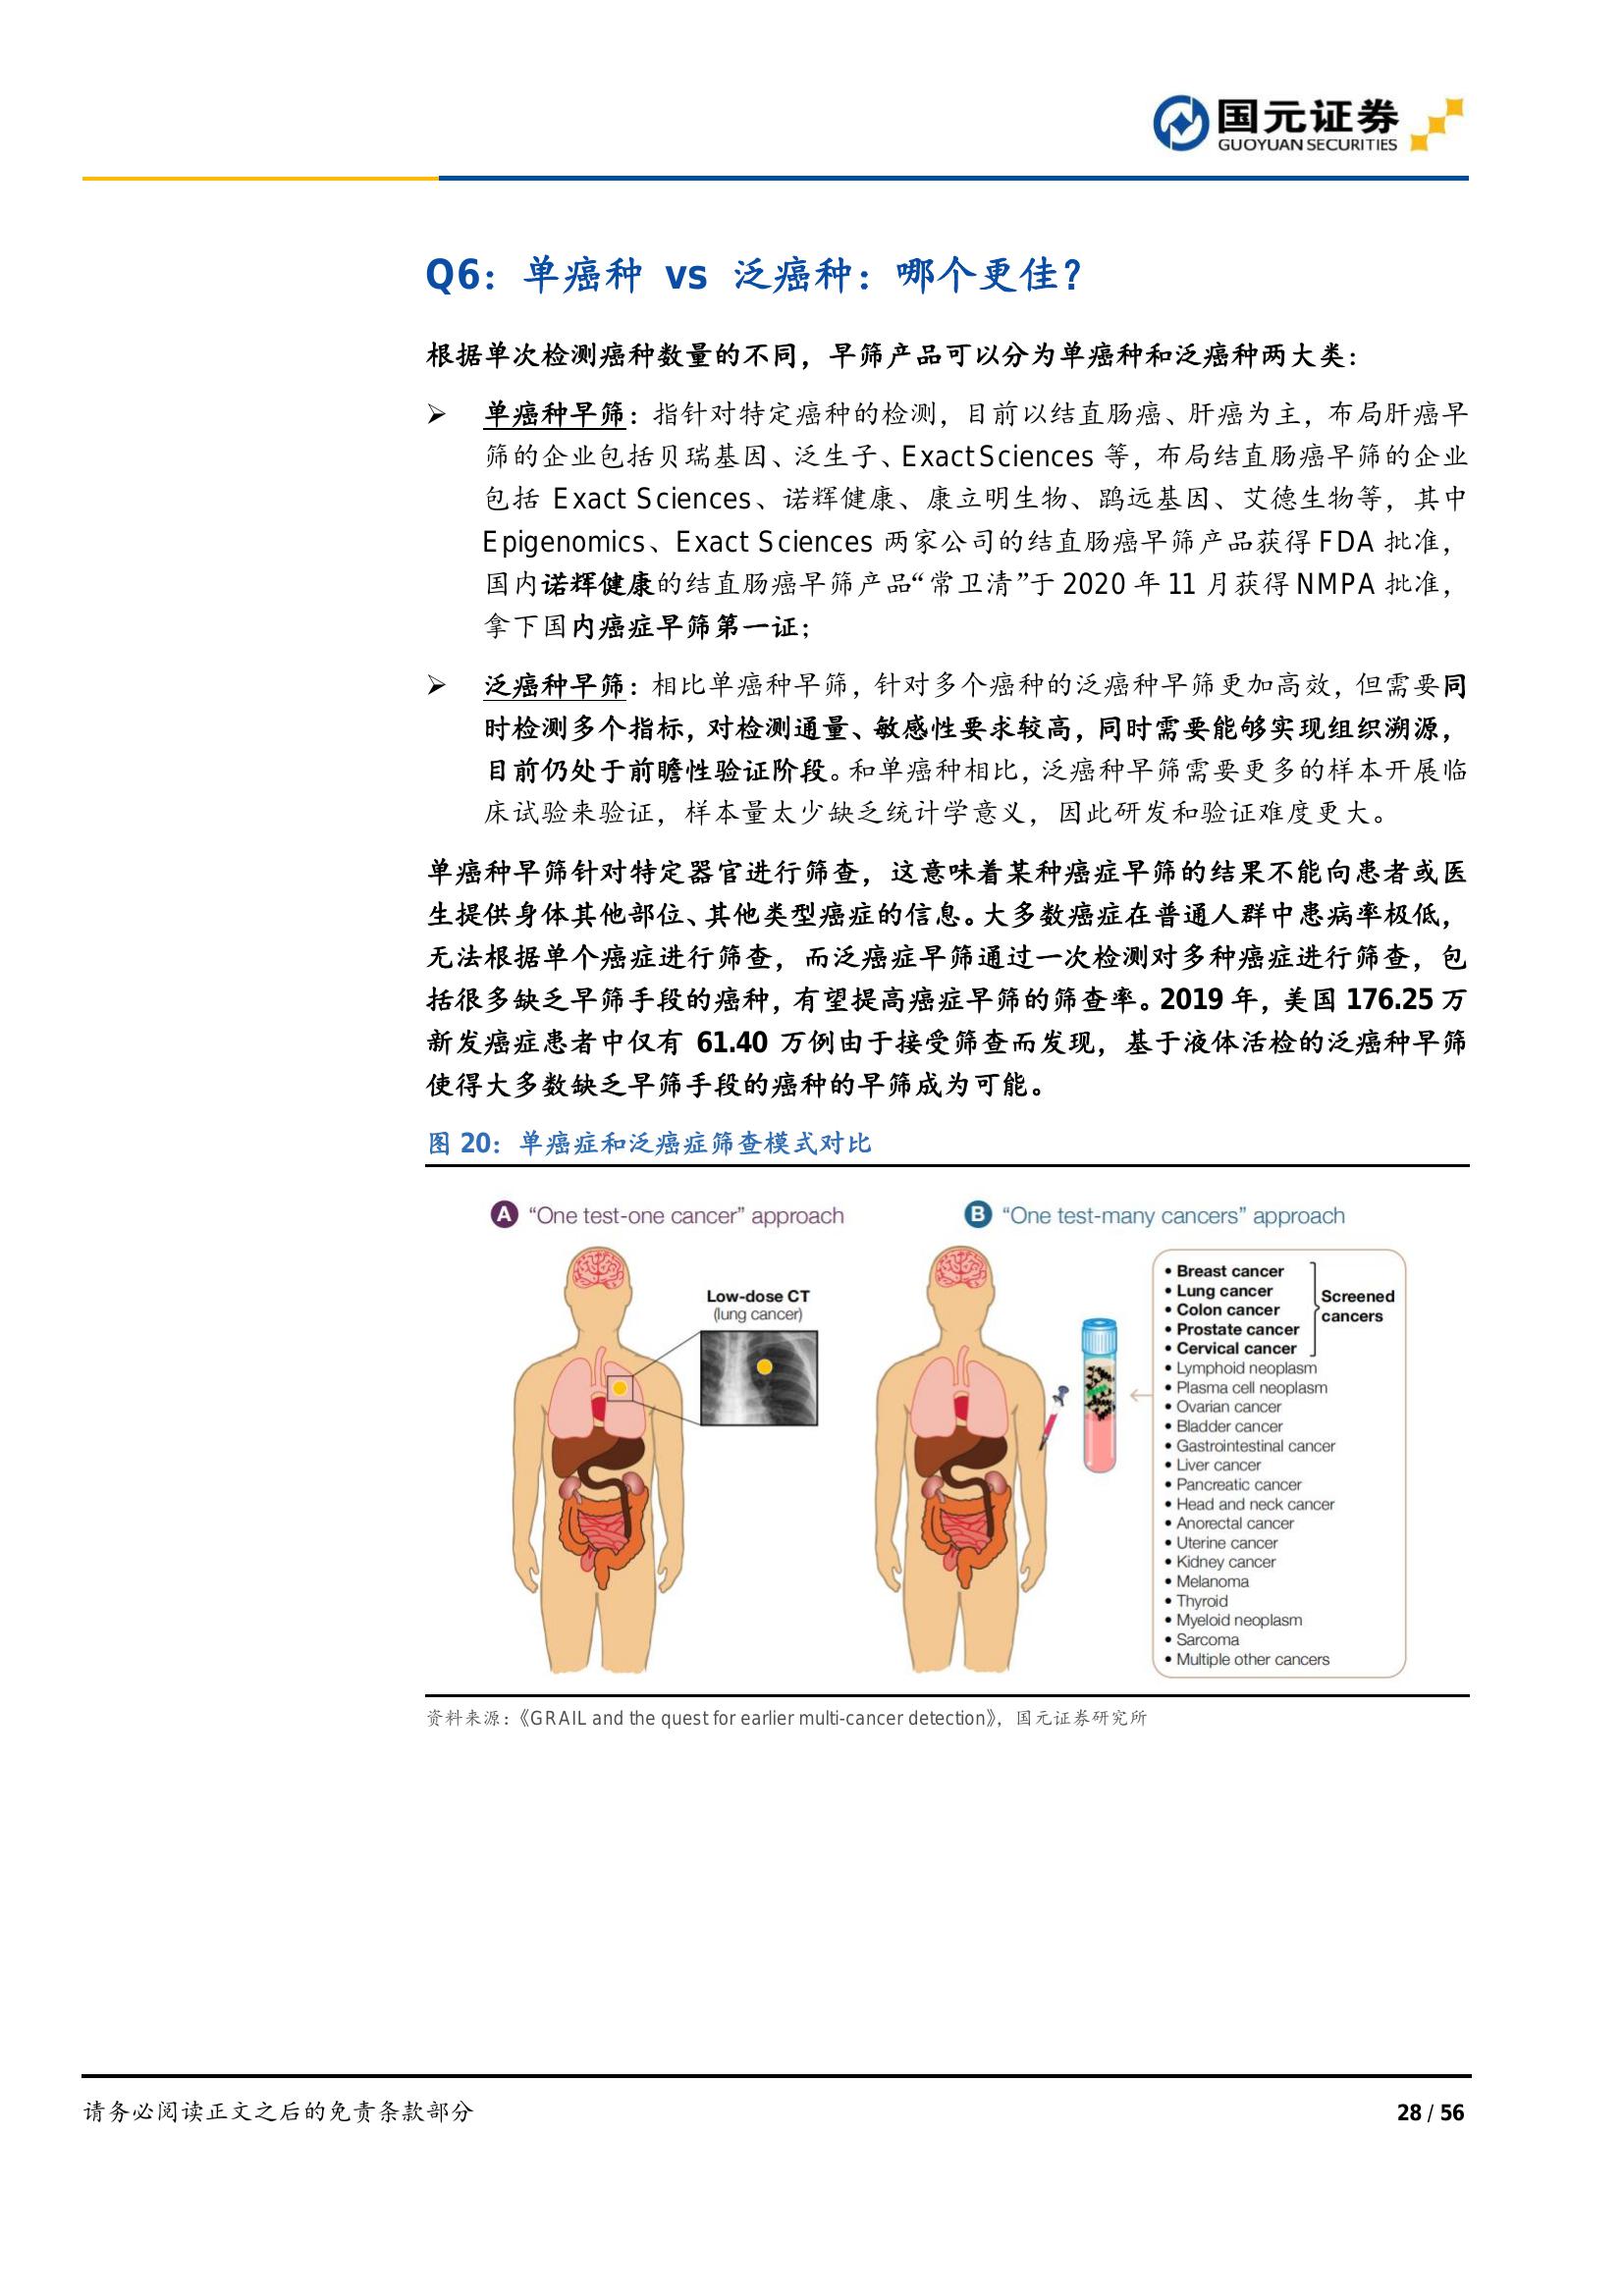 国元证券
GUOYUAN SECURITIES
Q6：单癌种 vs 泛癌种：哪个更佳？
根据单次检测癌种数量的不同，早筛产品可以分为单癌种和泛癌种两大类：
➢ 单癌种早筛：指针对特定癌种的检测，目前以结直肠癌、肝癌为主，布局肝癌早
筛的企业包括贝瑞基因、泛生子、Exact Sciences 等，布局结直肠癌早筛的企业
包括 Exact Sciences、诺辉健康、康立明生物、鹍远基因、艾德生物等，其中
Epigenomics、Exact Sciences 两家公司的结直肠癌早筛产品获得 FDA 批准，
国内诺辉健康的结直肠癌早筛产品“常卫清”于 2020 年 11 月获得 NMPA 批准，
拿下国内癌症早筛第一证；
➢ 泛癌种早筛：相比单癌种早筛，针对多个癌种的泛癌种早筛更加高效，但需要同
时检测多个指标，对检测通量、敏感性要求较高，同时需要能够实现组织溯源，
目前仍处于前瞻性验证阶段。和单癌种相比，泛癌种早筛需要更多的样本开展临
床试验来验证，样本量太少缺乏统计学意义，因此研发和验证难度更大。
单癌种早筛针对特定器官进行筛查，这意味着某种癌症早筛的结果不能向患者或医
生提供身体其他部位、其他类型癌症的信息。大多数癌症在普通人群中患病率极低，
无法根据单个癌症进行筛查，而泛癌症早筛通过一次检测对多种癌症进行筛查，包
括很多缺乏早筛手段的癌种，有望提高癌症早筛的筛查率。2019 年，美国 176.25 万
新发癌症患者中仅有 61.40 万例由于接受筛查而发现，基于液体活检的泛癌种早筛
使得大多数缺乏早筛手段的癌种的早筛成为可能。
图 20：单癌症和泛癌症筛查模式对比
A “One test-one cancer” approach
Low-dose CT
(lung cancer)
B “One test-many cancers” approach
• Breast cancer
• Lung cancer
• Colon cancer
• Prostate cancer
• Cervical cancer
Screened
cancers
• Lymphoid neoplasm
• Plasma cell neoplasm
• Ovarian cancer
• Bladder cancer
• Gastrointestinal cancer
• Liver cancer
• Pancreatic cancer
• Head and neck cancer
• Anorectal cancer
• Uterine cancer
• Kidney cancer
• Melanoma
• Thyroid
• Myeloid neoplasm
• Sarcoma
• Multiple other cancers
资料来源：《GRAIL and the quest for earlier multi-cancer detection》，国元证券研究所
请务必阅读正文之后的免责条款部分
28 / 56